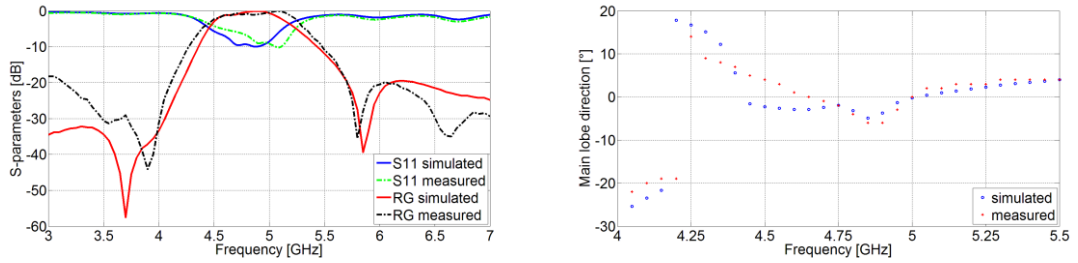 0
-10
-20
-30
-40
-50
-60
S-parameters [dB]
3
3.5
4
4.5
5
5.5
6
6.5
7
Frequency [GHz]
S11 simulated
S11 measured
RG simulated
RG measured
20
10
0
-10
-20
-30
Main lobe direction [°]
4
4.25
4.5
4.75
5
5.25
5.5
Frequency [GHz]
simulated
measured